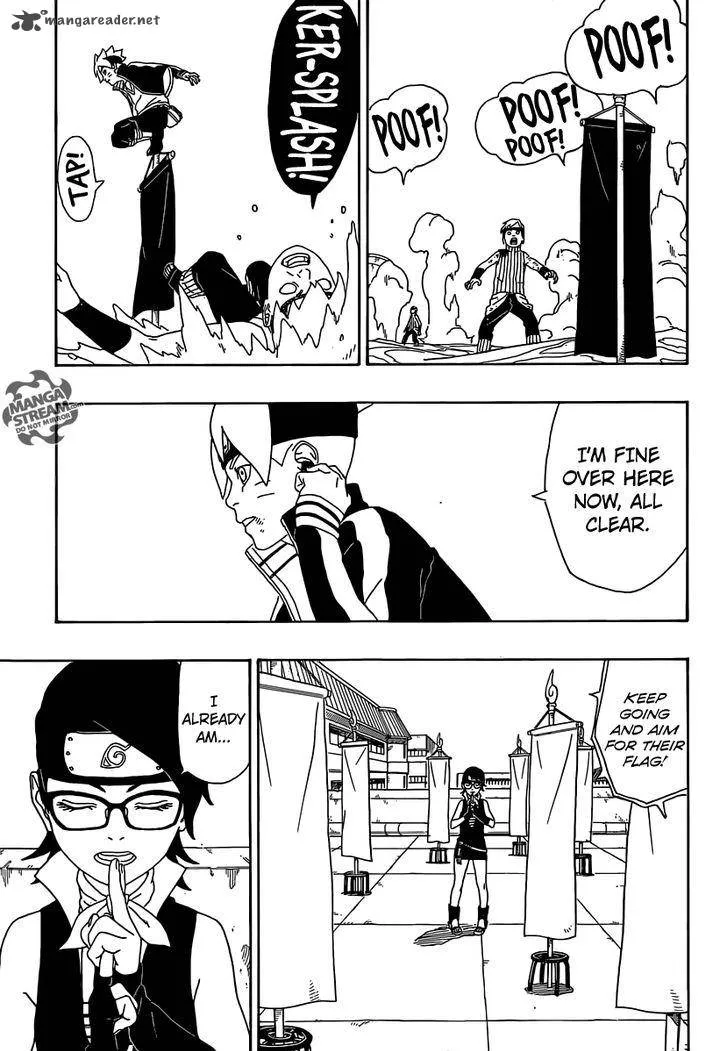 mangareader.net
POOF!
POOF!
POOF!
POOF!
KER-SPLASH!
TAP!
MANGA
STREAM
DO NOT MIRROR
I'M FINE
OVER HERE
NOW, ALL
CLEAR.
KEEP
GOING
AND AIM
FOR THEIR
FLAG!
I
ALREADY
AM...